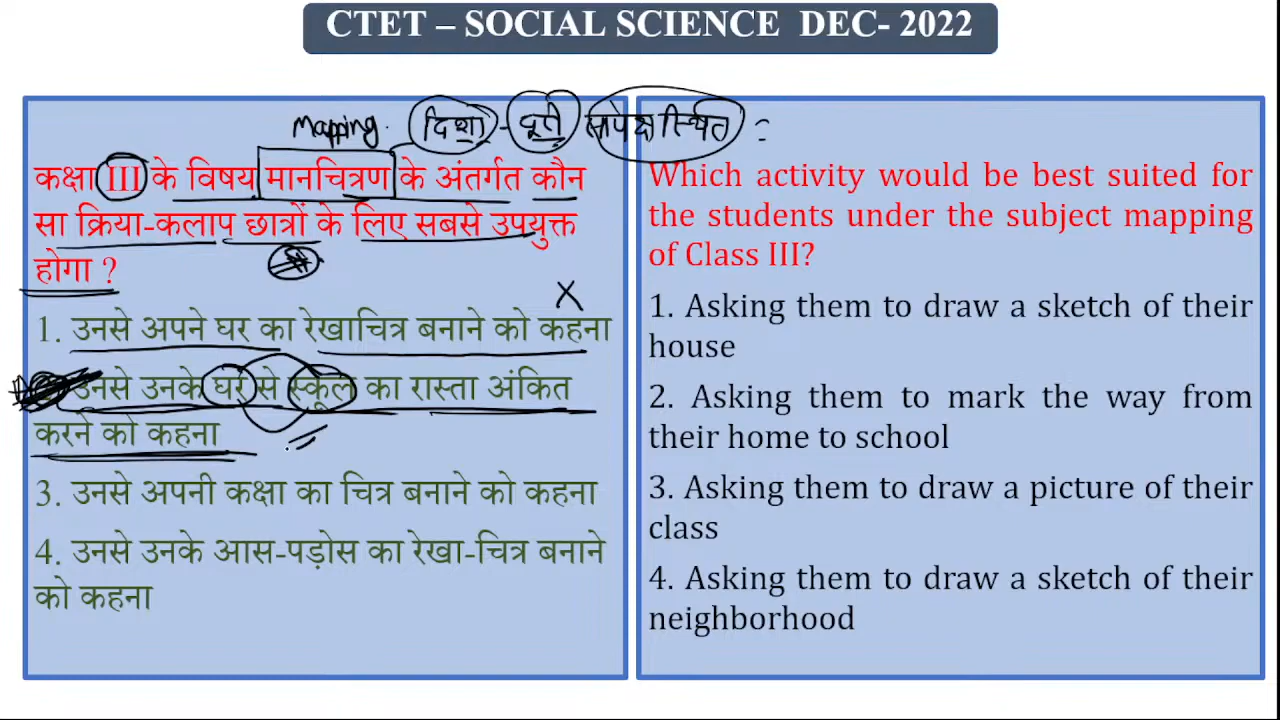 CTET – SOCIAL SCIENCE DEC- 2022
mapping. दिशा - दूरी सापेक्ष स्थिति =
कक्षा III के विषय मानचित्रण के अंतर्गत कौन
सा क्रिया-कलाप छात्रों के लिए सबसे उपयुक्त
होगा ?
1. उनसे अपने घर का रेखाचित्र बनाने को कहना
उनसे उनके घर से स्कूल का रास्ता अंकित
करने को कहना
3. उनसे अपनी कक्षा का चित्र बनाने को कहना
4. उनसे उनके आस-पड़ोस का रेखा-चित्र बनाने
को कहना
Which activity would be best suited for
the students under the subject mapping
of Class III?
1. Asking them to draw a sketch of their
house
2. Asking them to mark the way from
their home to school
3. Asking them to draw a picture of their
class
4. Asking them to draw a sketch of their
neighborhood